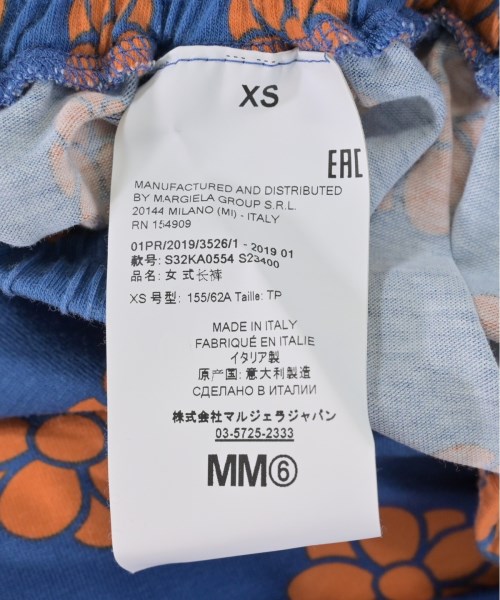 XS
EAC
MANUFACTURED AND DISTRIBUTED
BY MARGIELA GROUP S.R.L.
20144 MILANO (MI) - ITALY
RN 154909
01PR/2019/3526/1 - 2019 01
款号: S32KA0554 S23400
品名: 女 式长裤
XS 号型: 155/62A Taille: TP
MADE IN ITALY
FABRIQUÉ EN ITALIE
イタリア製
原产国: 意大利製造
СДЕЛАНО В ИТАЛИИ
株式会社マルジェラジャパン
03-5725-2333
MM⑥